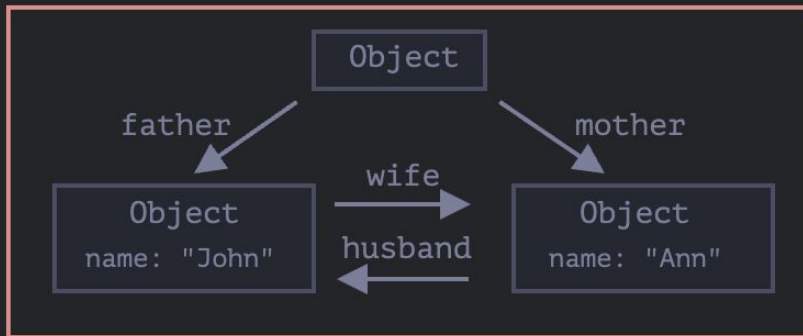 Object
father
mother
wife
Object
name: "John"
husband
Object
name: "Ann"